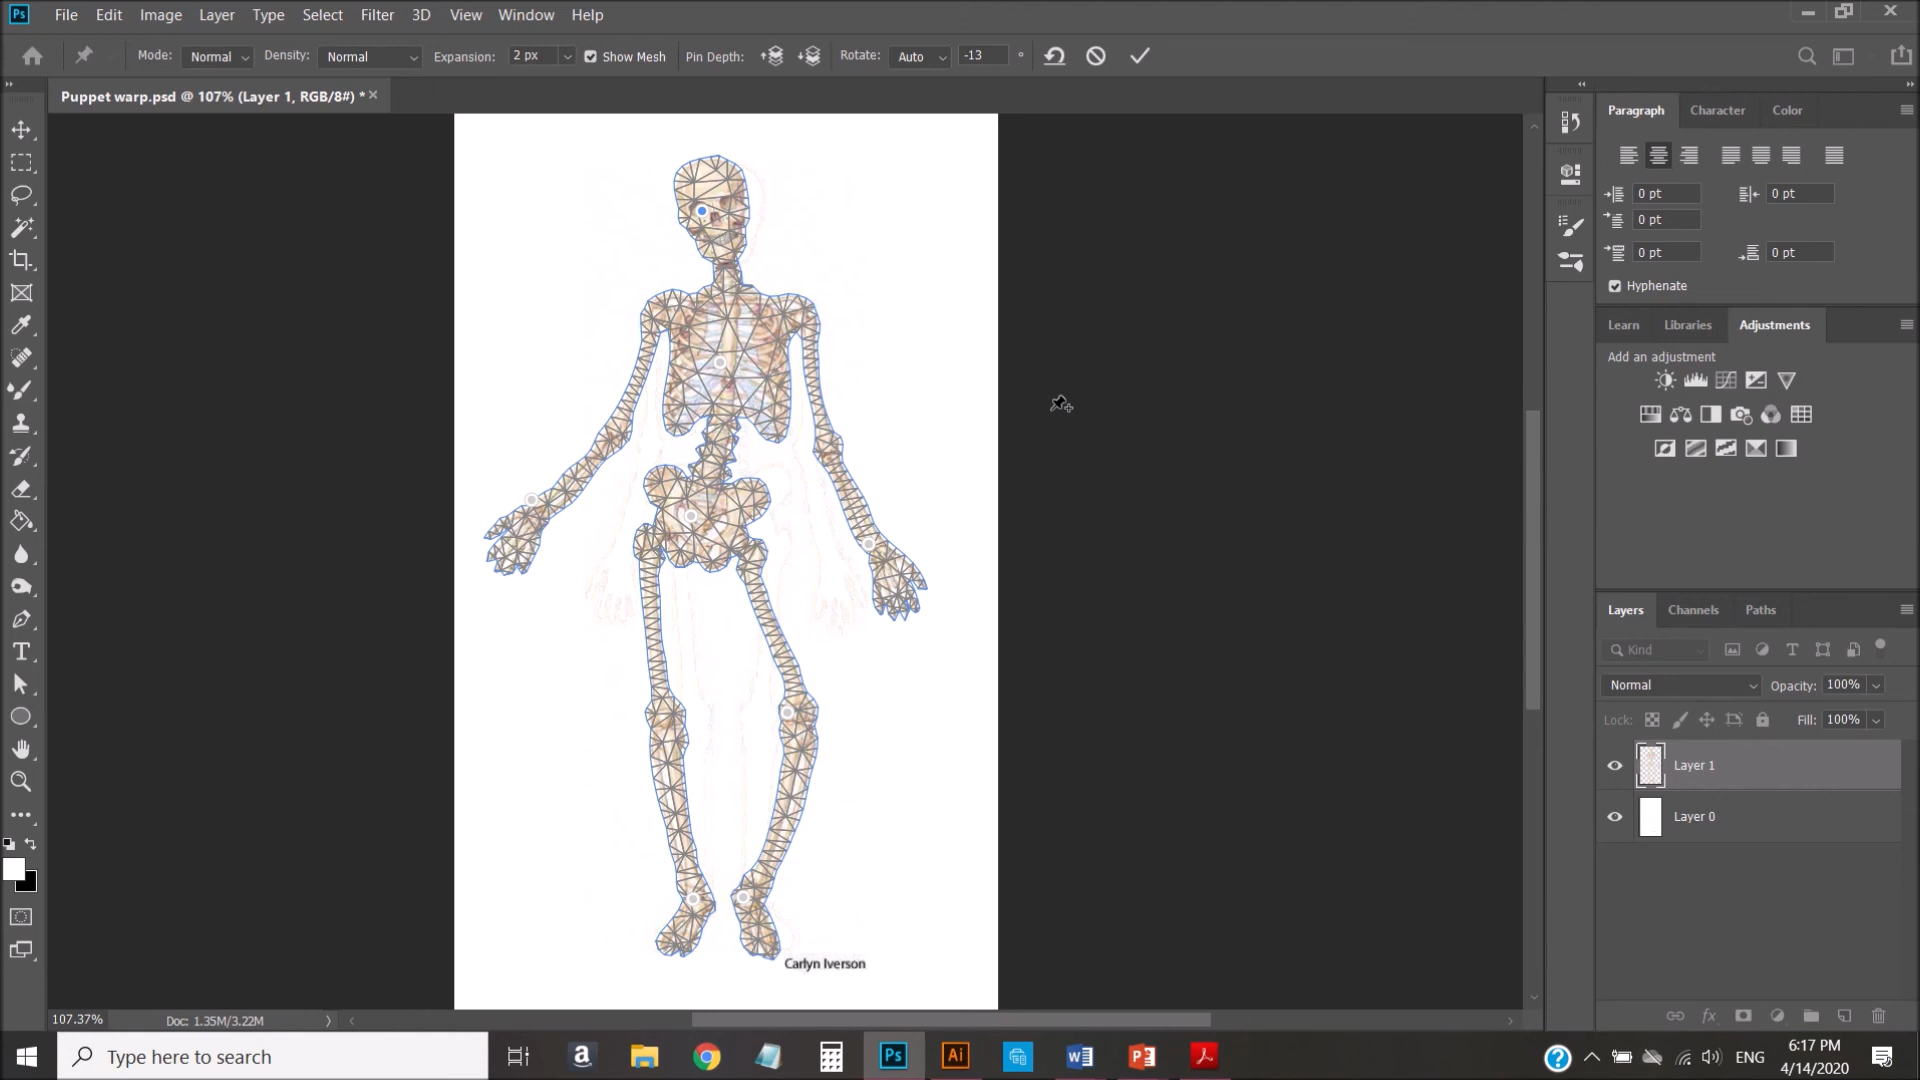 Ps File Edit Image Layer Type Select Filter 3D View Window Help
Mode: Normal Density: Normal Expansion: 2 px Show Mesh Pin Depth: Rotate: Auto -13 °
Puppet warp.psd @ 107% (Layer 1, RGB/8#) *
Paragraph Character Color
0 pt 0 pt
0 pt
0 pt 0 pt
Hyphenate
Learn Libraries Adjustments
Add an adjustment
Layers Channels Paths
Kind
Normal Opacity: 100%
Lock: Fill: 100%
Layer 1
Layer 0
Carlyn Iverson
107.37% Doc: 1.35M/3.22M
Type here to search
ENG
6:17 PM
4/14/2020